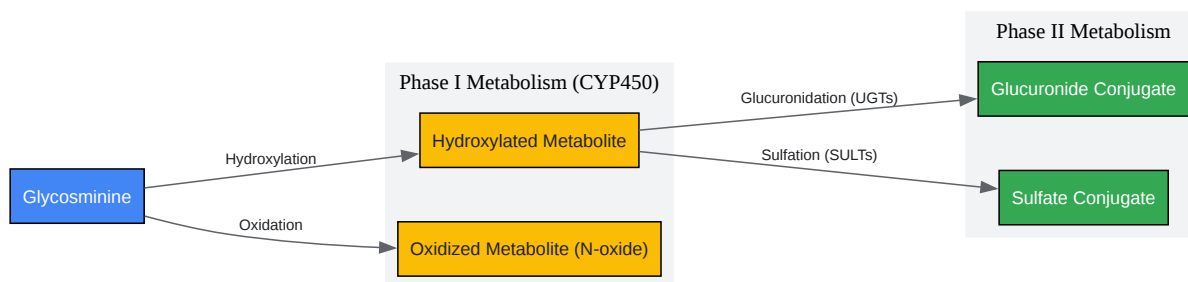 Phase II Metabolism
Phase I Metabolism (CYP450)
Glucuronidation (UGTs)
Glucuronide Conjugate
Hydroxylated Metabolite
Hydroxylation
Sulfation (SULTs)
Glycosminine
Sulfate Conjugate
Oxidation
Oxidized Metabolite (N-oxide)